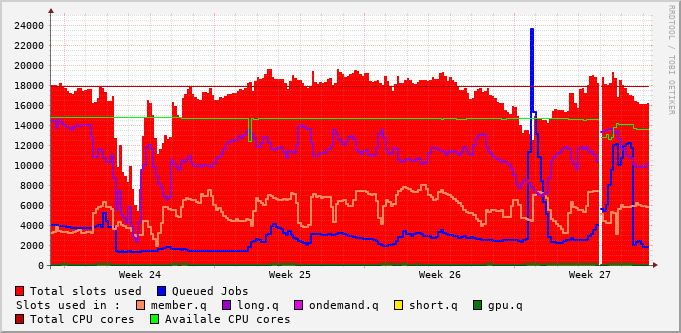 24000
22000
20000
18000
16000
14000
12000
10000
8000
6000
4000
2000
0
Week 24 Week 25 Week 26 Week 27
Total slots used Queued Jobs
Slots used in : member.q long.q ondemand.q short.q gpu.q
Total CPU cores Availale CPU cores
RRDTOOL / TOBI OETIKER